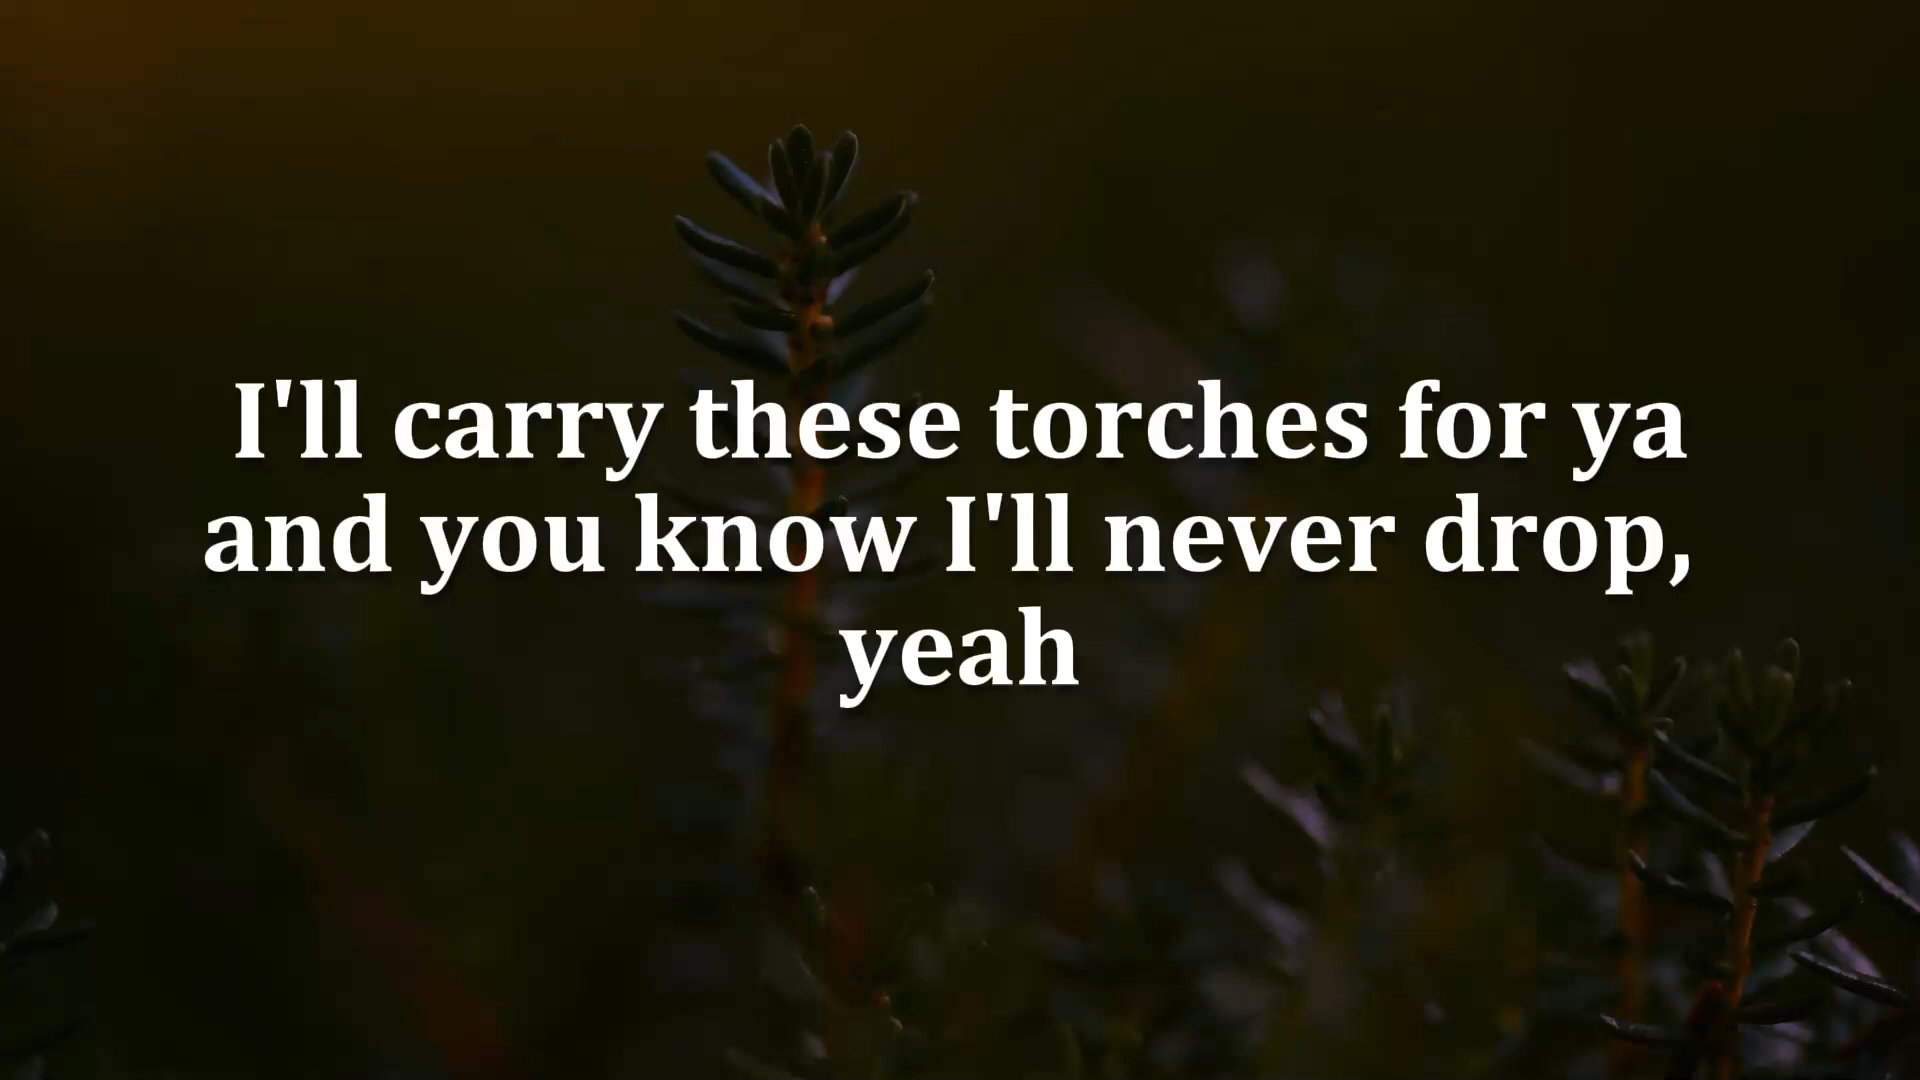 I'll carry these torches for ya
and you know I'll never drop,
yeah